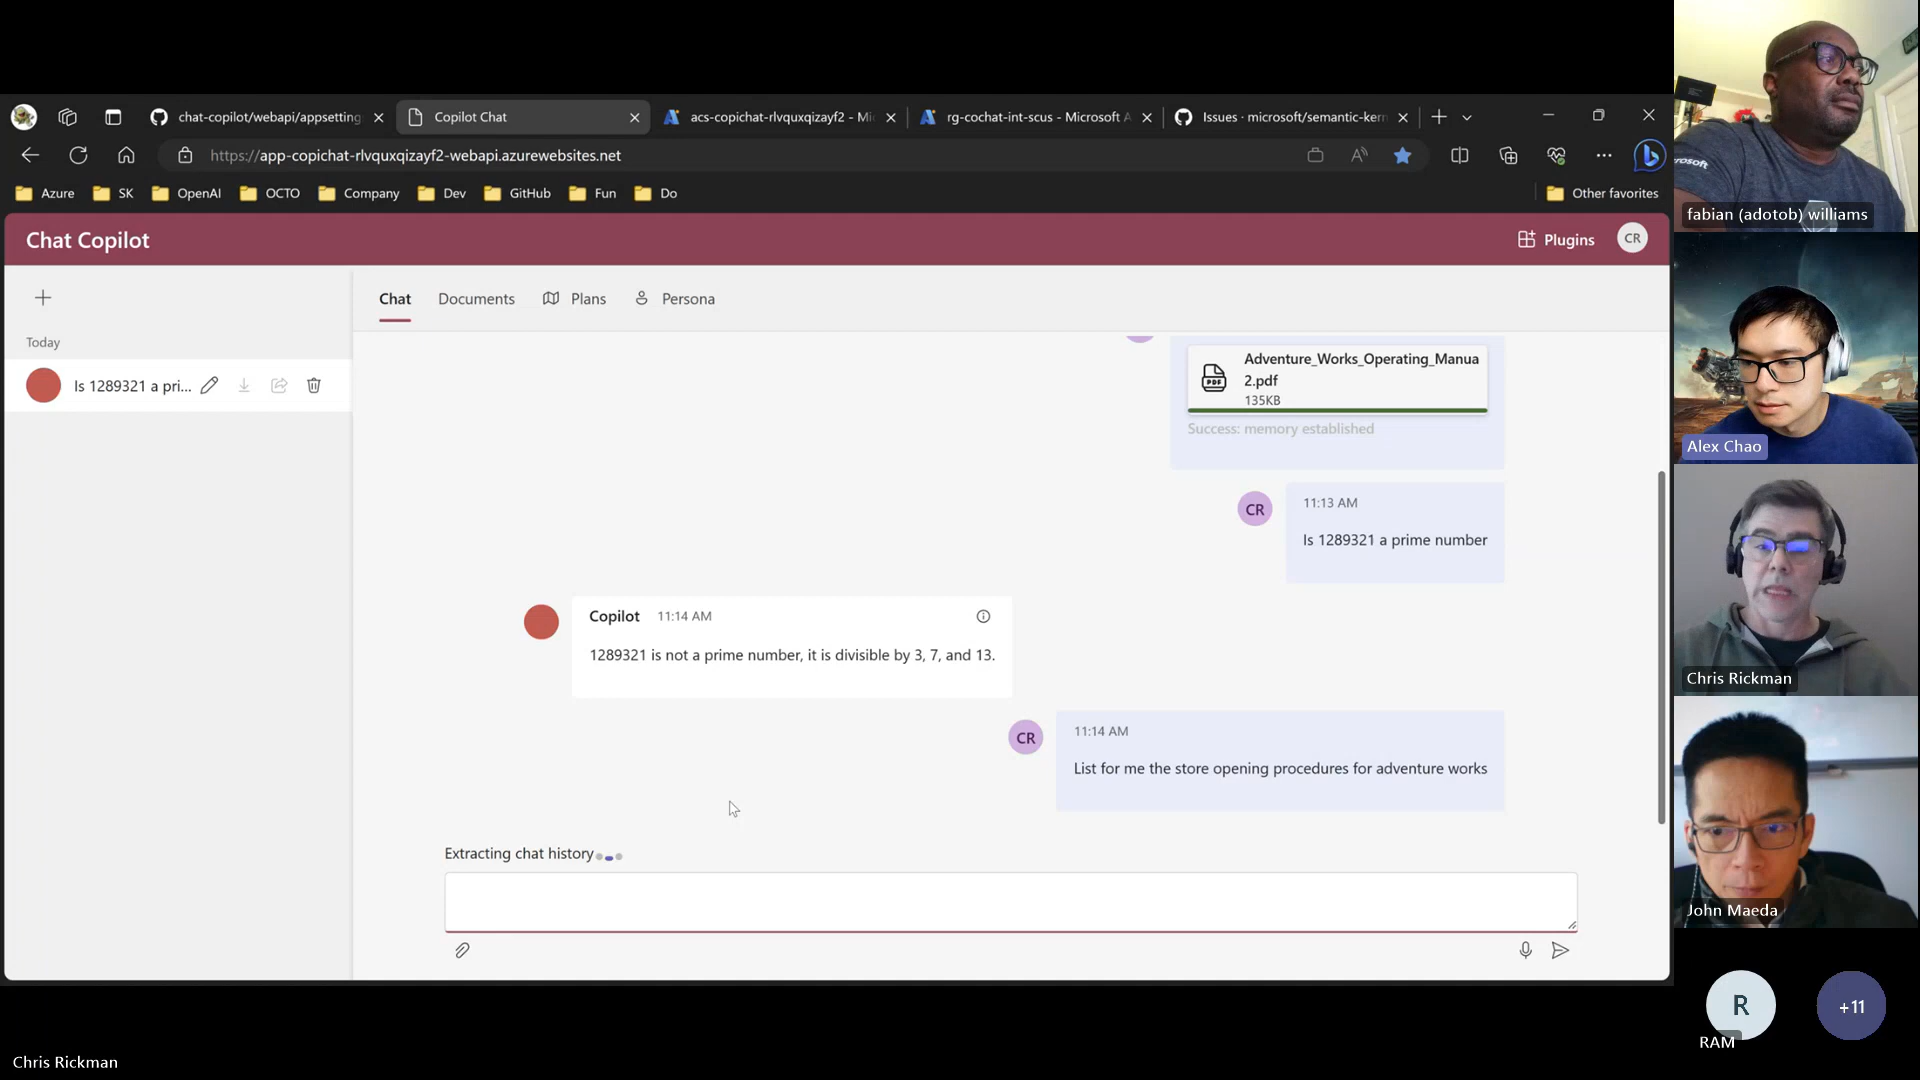 chat-copilot/webapi/appsetting
Copilot Chat
acs-copichat-rlvquxqizayf2 - Mi
rg-cochat-int-scus - Microsoft A
Issues · microsoft/semantic-kern
https://app-copichat-rlvquxqizayf2-webapi.azurewebsites.net
Azure
SK
OpenAI
OCTO
Company
Dev
GitHub
Fun
Do
Other favorites
Chat Copilot
Plugins
CR
Chat
Documents
Plans
Persona
Today
Is 1289321 a pri...
Adventure_Works_Operating_Manua
2.pdf
PDF
135KB
Success: memory established
CR
11:13 AM
Is 1289321 a prime number
Copilot
11:14 AM
1289321 is not a prime number, it is divisible by 3, 7, and 13.
CR
11:14 AM
List for me the store opening procedures for adventure works
Extracting chat history
rosoft
fabian (adotob) williams
Alex Chao
Chris Rickman
John Maeda
R
RAM
+11
Chris Rickman